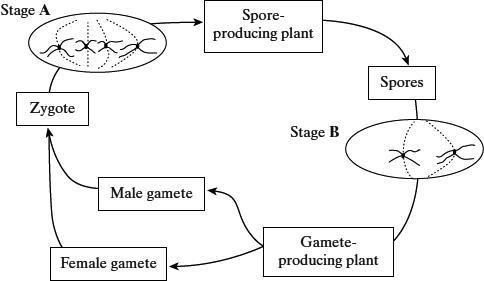 Stage A
Spore-
producing plant
Spores
Zygote
Stage B
Male gamete
Gamete-
producing plant
Female gamete